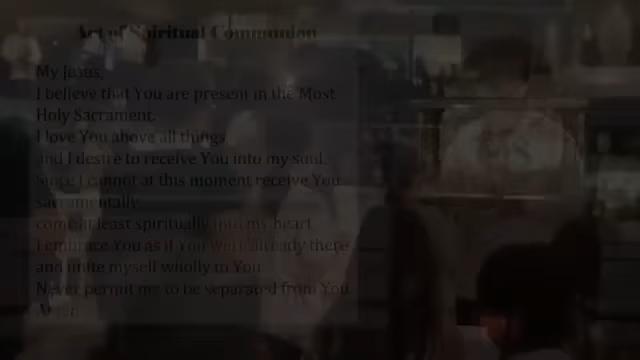 Act of Spiritual Communion
My Jesus,
I believe that You are present in the Most
Holy Sacrament.
I love You above all things
and I desire to receive You into my soul.
Since I cannot at this moment receive You
sacramentally,
come at least spiritually into my heart.
I embrace You as if You were already there
and unite myself wholly to You
Never permit me to be separated from You
Amen